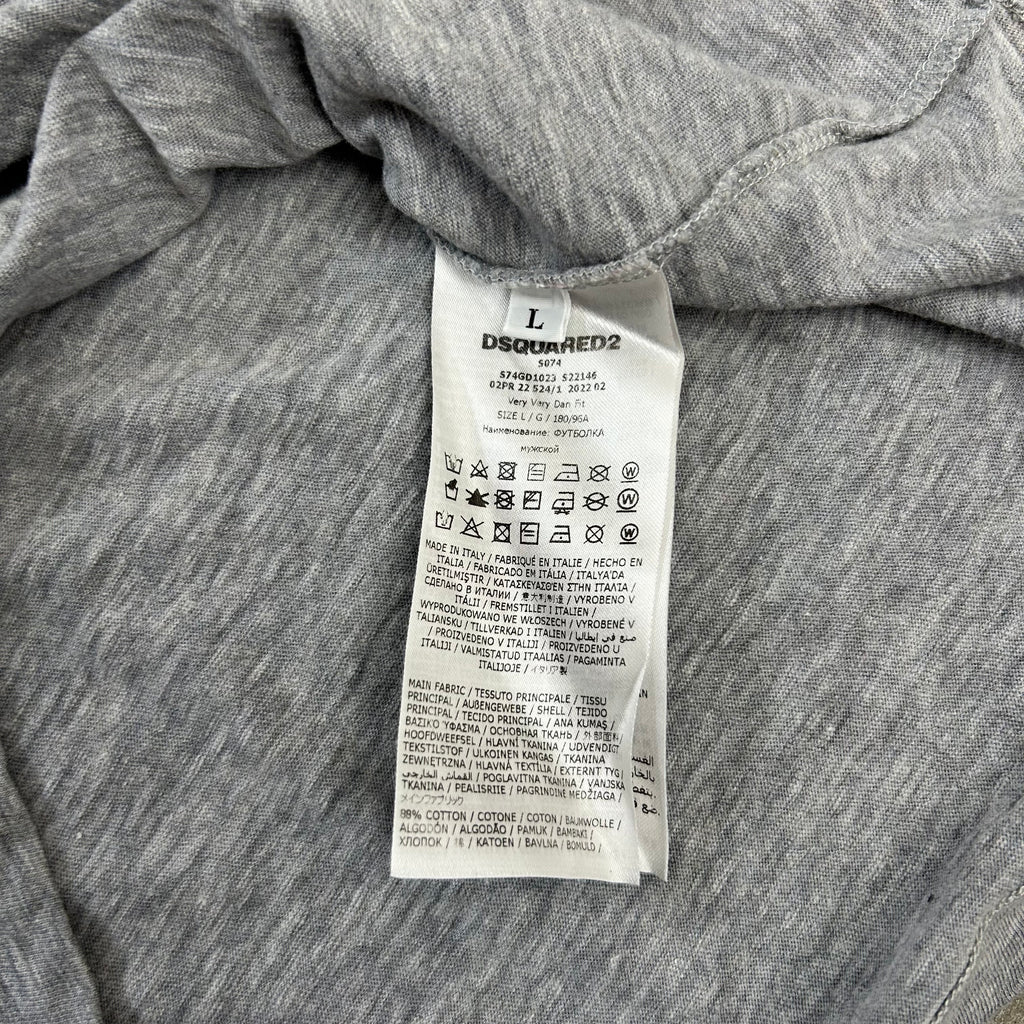 L
DSQUARED2
S074
S74GD1023 S22146
02PR 22 524/1 2022 02
Very Very Dan Fit
SIZE L / G / 180/96A
Наименование: ФУТБОЛКА
мужской
MADE IN ITALY / FABRIQUÉ EN ITALIE / HECHO EN
ITALIA / FABRICADO EM ITÁLIA / ITALYA'DA
ÜRETILMIŞTIR / ΚΑΤΑΣΚΕΥΑΣΘΕΝ ΣΤΗΝ ΙΤΑΛΙΑ /
СДЕЛАНО В ИТАЛИИ / 意大利制造 / VYROBENO V
ITÁLII / FREMSTILLET I ITALIEN /
WYPRODUKOWANO WE WŁOSZECH / VYROBENÉ V
TALIANSKU / TILLVERKAD I ITALIEN / صنع في إيطاليا
/ PROIZVEDENO V ITALIJI / PROIZVEDENO U
ITALIJI / VALMISTATUD ITAALIAS / PAGAMINTA
ITALIJOJE / イタリア製
MAIN FABRIC / TESSUTO PRINCIPALE / TISSU
PRINCIPAL / AUßENGEWEBE / SHELL / TEJIDO
PRINCIPAL / TECIDO PRINCIPAL / ANA KUMAŞ /
ΒΑΣΙΚΌ ΎΦΑΣΜΑ / ОСНОВНАЯ ТКАНЬ / 外部面料
HOOFDWEEFSEL / HLAVNÍ TKANINA / UDVENDIGT
TEKSTILSTOF / ULKOINEN KANGAS / TKANINA
ZEWNĘTRZNA / HLAVNÁ TEXTÍLIA / EXTERNT TYG /
القماش الخارجي / POGLAVITNA TKANINA / VANJSKA
TKANINA / PEALISRIIE / PAGRINDINĖ MEDŽIAGA /
メインファブリック
88% COTTON / COTONE / COTON / BAUMWOLLE /
ALGODÓN / ALGODÃO / PAMUK / ΒΑΜΒΑΚΙ /
ХЛОПОК / 棉 / KATOEN / BAVLNA / BOMULD /